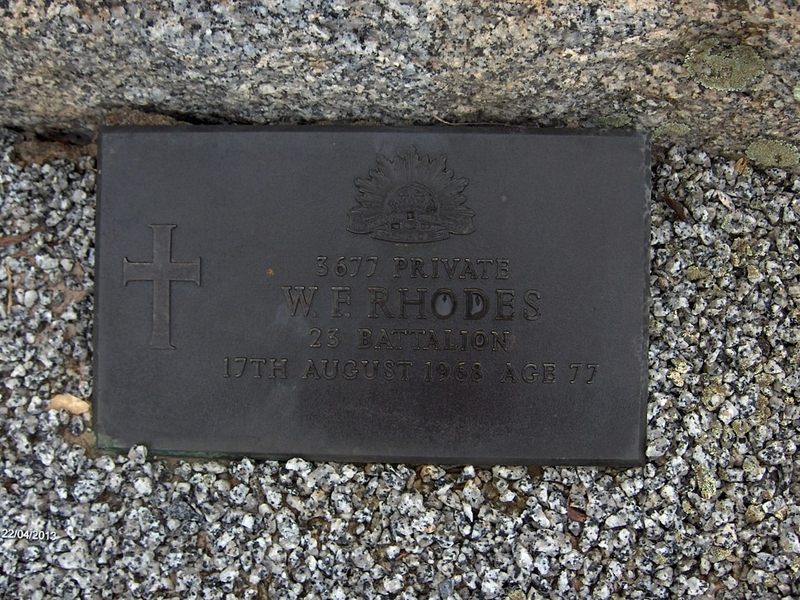 3677 PRIVATE
W. F. RHODES
23 BATTALION
17TH AUGUST 1968 AGE 77
22/04/2013